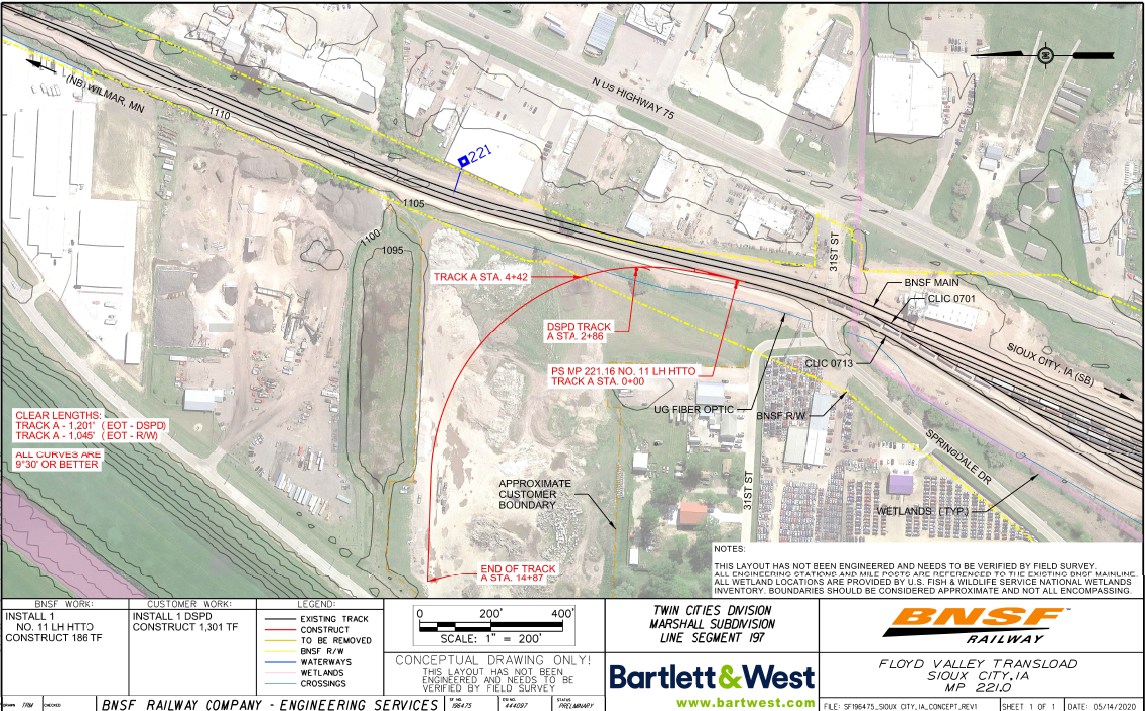 (NB) WILMAR, MN
1110
N US HIGHWAY 75
221
1105
1100
1095
31ST ST
TRACK A STA. 4+42
BNSF MAIN
CLIC 0701
DSPD TRACK
A STA. 2+86
SIOUX CITY, IA (SB)
CLIC 0713
PS MP 221.16 NO. 11 LH HTTO
TRACK A STA. 0+00
UG FIBER OPTIC
BNSF R/W
CLEAR LENGTHS:
TRACK A - 1,201' ( EOT - DSPD)
TRACK A - 1,045' ( EOT - R/W)
ALL CURVES ARE
9°30' OR BETTER
SPRINGDALE DR
APPROXIMATE
CUSTOMER
BOUNDARY
31ST ST
WETLANDS (TYP.)
END OF TRACK
A STA. 14+87
NOTES:
THIS LAYOUT HAS NOT BEEN ENGINEERED AND NEEDS TO BE VERIFIED BY FIELD SURVEY.
ALL ENGINEERING STATIONS AND MILE POSTS ARE REFERENCED TO THE EXISTING BNSF MAINLINE.
ALL WETLAND LOCATIONS ARE PROVIDED BY U.S. FISH & WILDLIFE SERVICE NATIONAL WETLANDS
INVENTORY. BOUNDARIES SHOULD BE CONSIDERED APPROXIMATE AND NOT ALL ENCOMPASSING.
BNSF WORK:
INSTALL 1
NO. 11 LH HTTO
CONSTRUCT 186 TF
CUSTOMER WORK:
INSTALL 1 DSPD
CONSTRUCT 1,301 TF
LEGEND:
EXISTING TRACK
CONSTRUCT
TO BE REMOVED
BNSF R/W
WATERWAYS
WETLANDS
CROSSINGS
0 200' 400'
SCALE: 1" = 200'
CONCEPTUAL DRAWING ONLY!
THIS LAYOUT HAS NOT BEEN
ENGINEERED AND NEEDS TO BE
VERIFIED BY FIELD SURVEY
TWIN CITIES DIVISION
MARSHALL SUBDIVISION
LINE SEGMENT 197
Bartlett&West
www.bartwest.com
BNSF
RAILWAY
FLOYD VALLEY TRANSLOAD
SIOUX CITY, IA
MP 221.0
DRAWN
CHECKED
BNSF RAILWAY COMPANY - ENGINEERING SERVICES
196475
444097
STATUS
PRELIMINARY
FILE: SF196475_SIOUX CITY, IA_CONCEPT_REV1
SHEET 1 OF 1
DATE: 05/14/2020